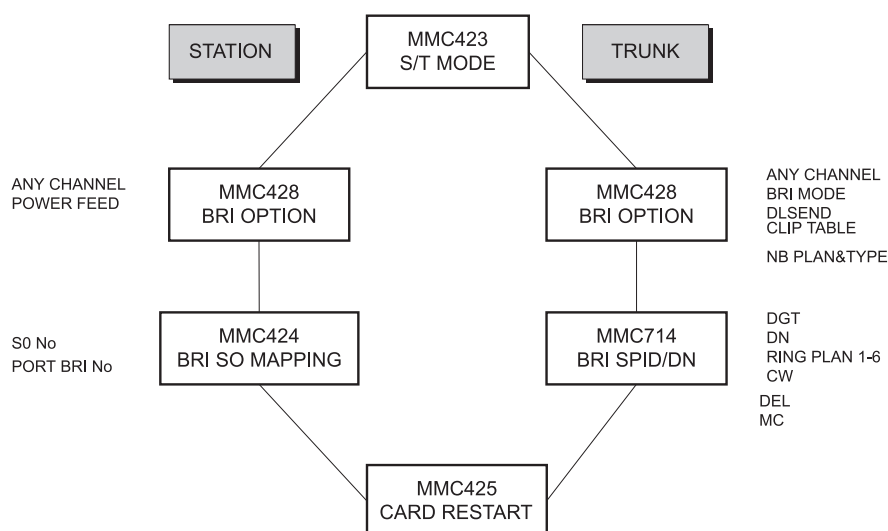 STATION
MMC423
S/T MODE
TRUNK
ANY CHANNEL
POWER FEED
MMC428
BRI OPTION
MMC428
BRI OPTION
ANY CHANNEL
BRI MODE
DLSEND
CLIP TABLE
NB PLAN&TYPE
S0 No
PORT BRI No
MMC424
BRI SO MAPPING
MMC714
BRI SPID/DN
DGT
DN
RING PLAN 1-6
CW
DEL
MC
MMC425
CARD RESTART